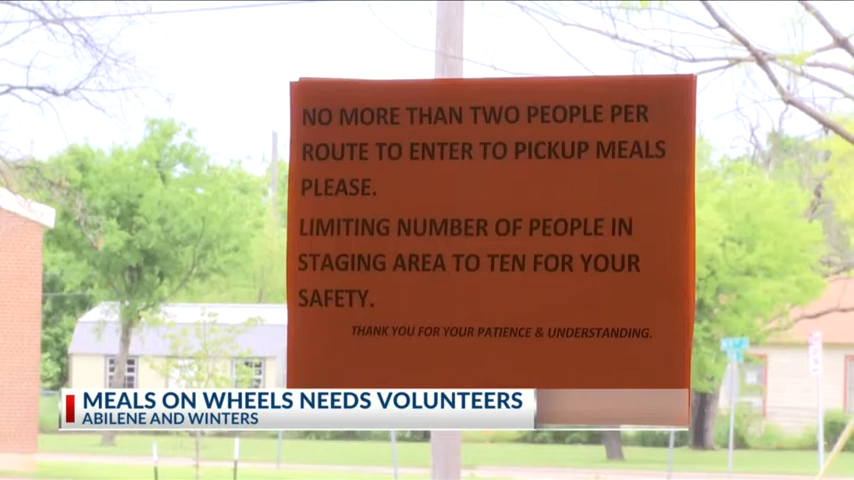 NO MORE THAN TWO PEOPLE PER
ROUTE TO ENTER TO PICKUP MEALS
PLEASE.
LIMITING NUMBER OF PEOPLE IN
STAGING AREA TO TEN FOR YOUR
SAFETY.
THANK YOU FOR YOUR PATIENCE & UNDERSTANDING.
MEALS ON WHEELS NEEDS VOLUNTEERS
ABILENE AND WINTERS